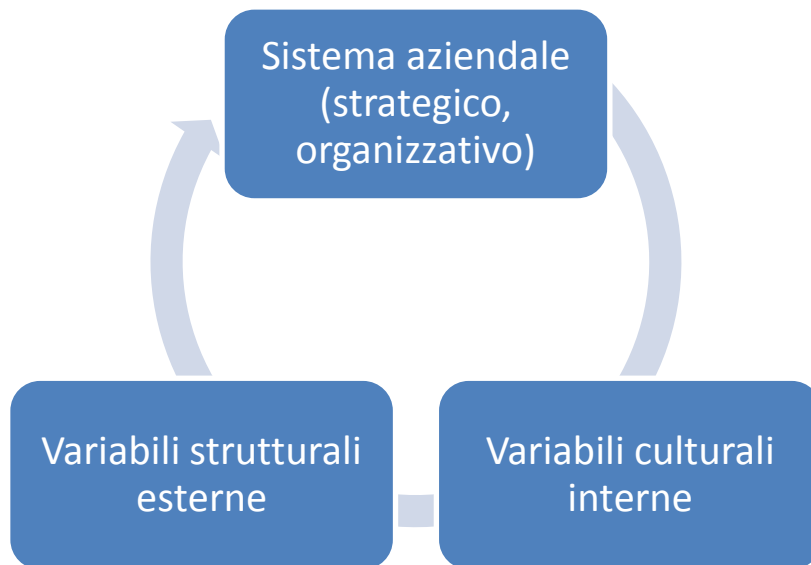 Sistema aziendale
(strategico,
organizzativo)
Variabili strutturali
esterne
Variabili culturali
interne